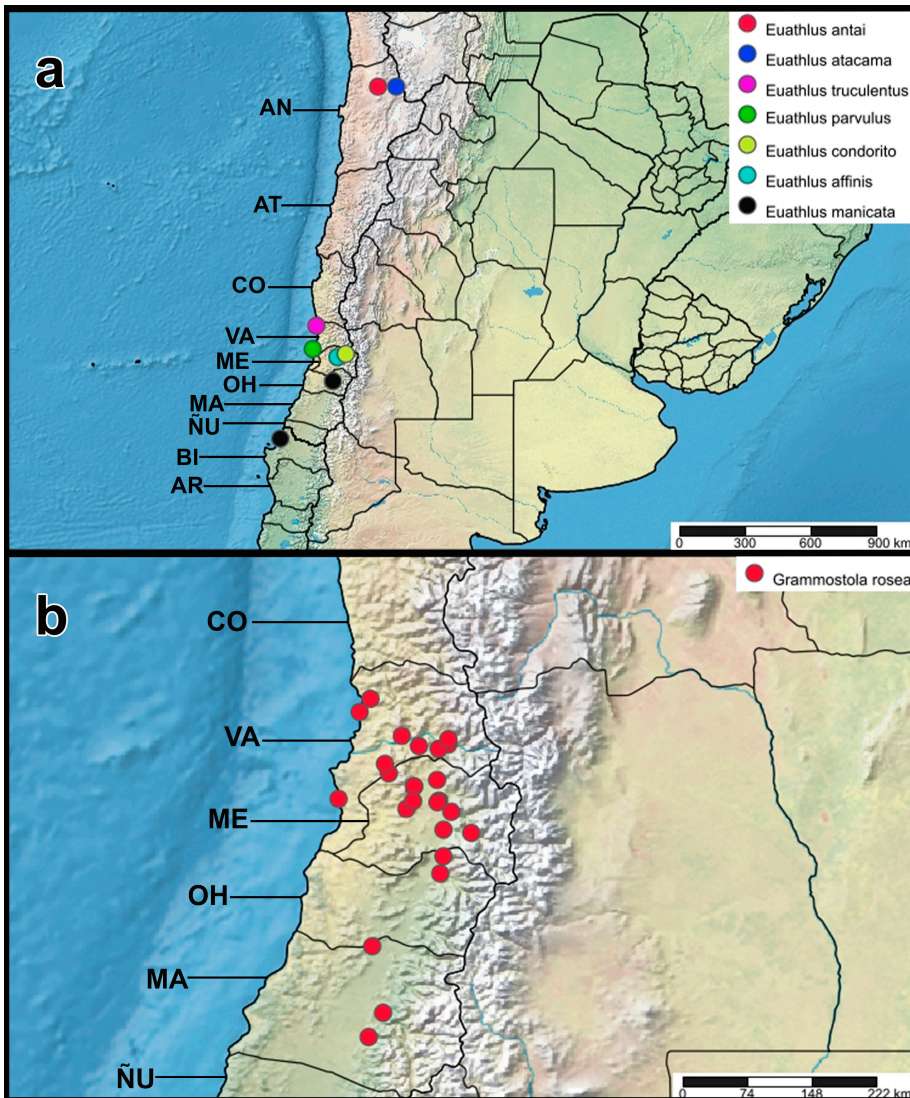 a
Euathlus antai
Euathlus atacama
Euathlus truculentus
Euathlus parvulus
Euathlus condorito
Euathlus affinis
Euathlus manicata
AN
AT
CO
VA
ME
OH
MA
ÑU
BI
AR
0 300 600 900 km
b
Grammostola rosea
CO
VA
ME
OH
MA
ÑU
0 74 148 222 km